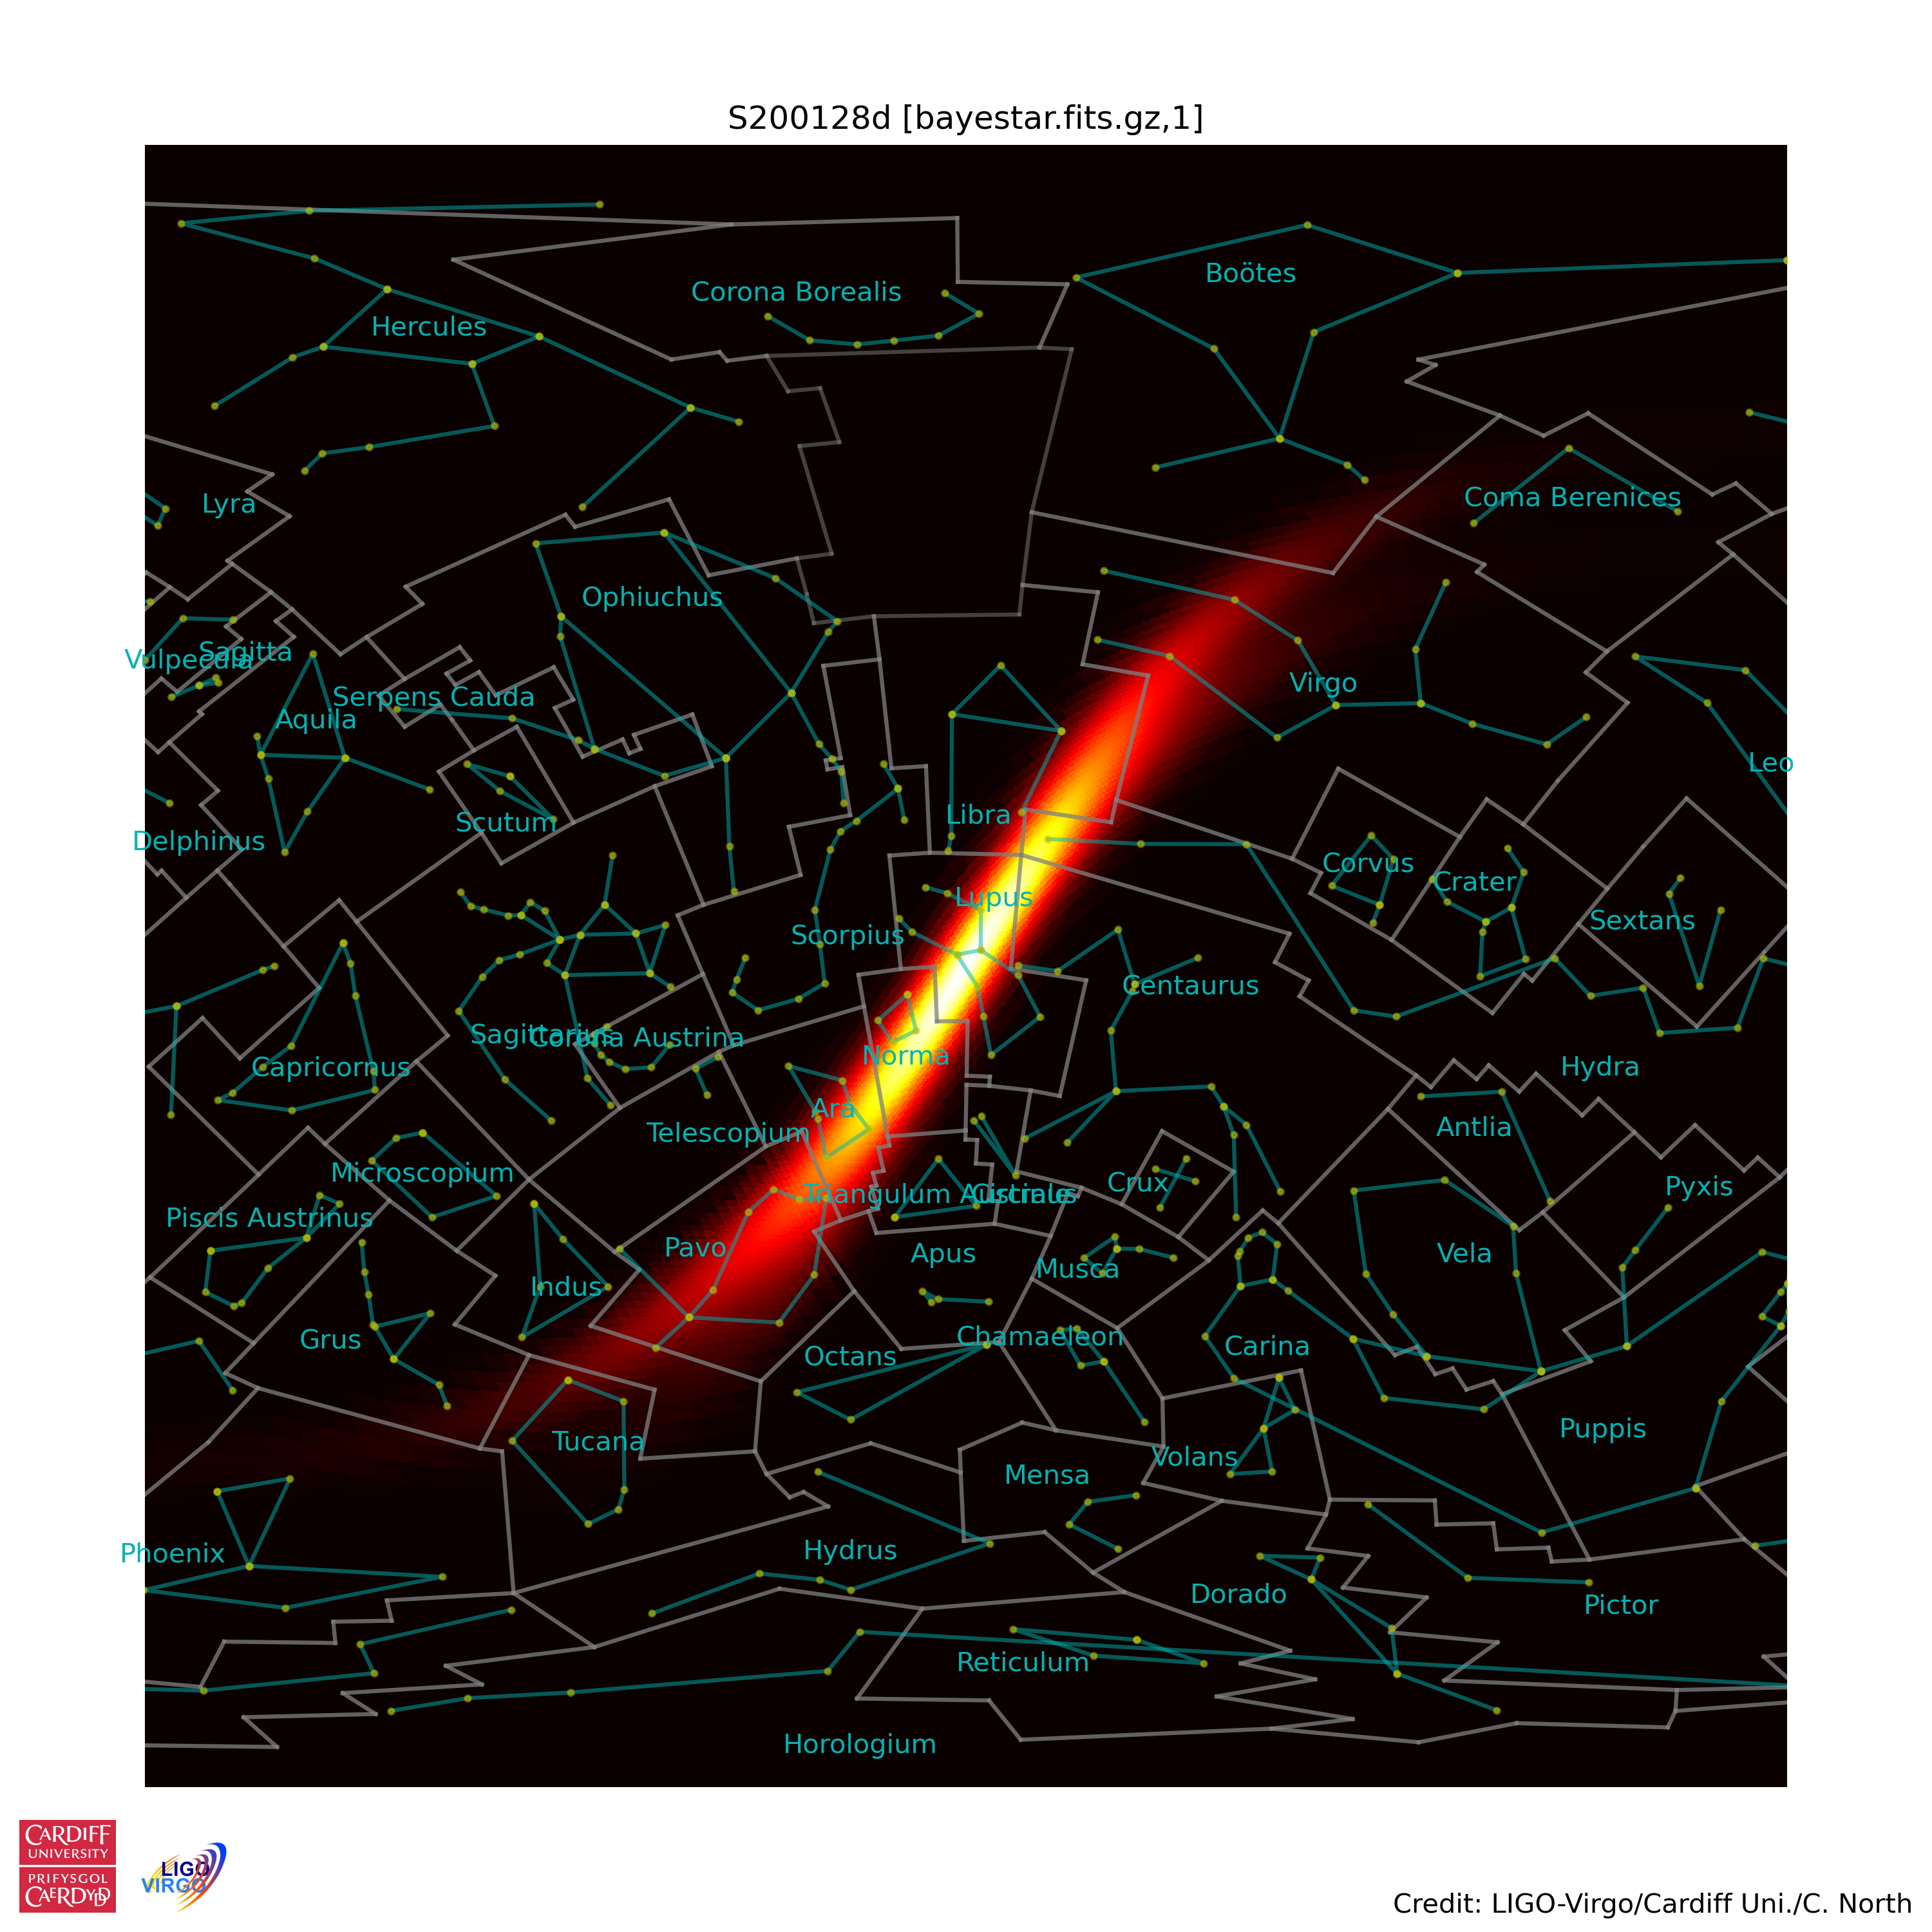 S200128d [bayestar.fits.gz,1]
Boötes
Corona Borealis
Hercules
Coma Berenices
Lyra
Ophiuchus
Sagitta
Vulpecula
Virgo
Serpens Cauda
Aquila
Leo
Libra
Scutum
Delphinus
Corvus
Crater
Lupus
Sextans
Scorpius
Centaurus
Sagittarius
Corona Austrina
Norma
Capricornus
Hydra
Ara
Antlia
Telescopium
Microscopium
Crux
Pyxis
Triangulum Australe
Circinus
Piscis Austrinus
Pavo
Apus
Vela
Musca
Indus
Grus
Chamaeleon
Carina
Octans
Puppis
Tucana
Volans
Mensa
Phoenix
Hydrus
Dorado
Pictor
Reticulum
Horologium
CARDIFF
UNIVERSITY
PRIFYSGOL
CAERDYDD
LIGO
VIRGO
Credit: LIGO-Virgo/Cardiff Uni./C. North